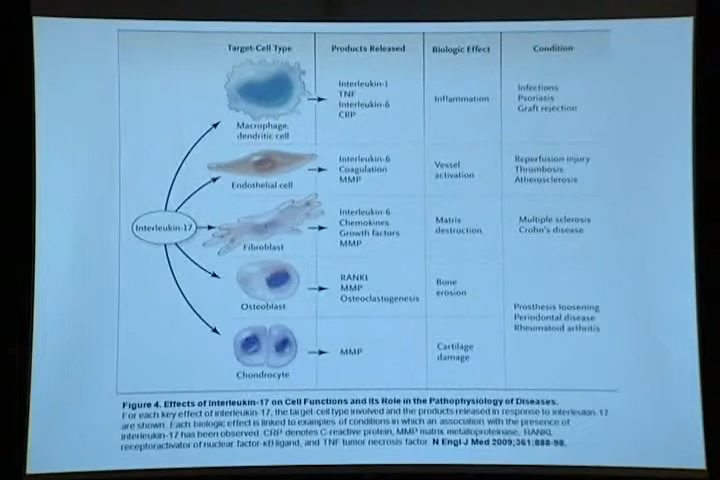 Target-Cell Type Products Released Biologic Effect Condition
Interleukin-1
TNF
Interleukin-6
CRP
Inflammation
Infections
Psoriasis
Graft rejection
Macrophage,
dendritic cell
Interleukin-6
Coagulation
MMP
Vessel
activation
Reperfusion injury
Thrombosis
Atherosclerosis
Endothelial cell
Interleukin-17
Interleukin-6
Chemokines
Growth factors
MMP
Matrix
destruction
Multiple sclerosis
Crohn's disease
Fibroblast
RANKL
MMP
Osteoclastogenesis
Bone
erosion
Osteoblast
Prosthesis loosening
Periodontal disease
Rheumatoid arthritis
MMP
Cartilage
damage
Chondrocyte
Figure 4. Effects of Interleukin-17 on Cell Functions and Its Role in the Pathophysiology of Diseases.
For each key effect of interleukin-17, the target-cell type involved and the products released in response to interleukin-17
are shown. Each biologic effect is linked to examples of conditions in which an association with the presence of
interleukin-17 has been observed. CRP denotes C-reactive protein, MMP matrix metalloproteinase, RANKL
receptor activator of nuclear factor-κB ligand, and TNF tumor necrosis factor. N Engl J Med 2009;361:888-98.